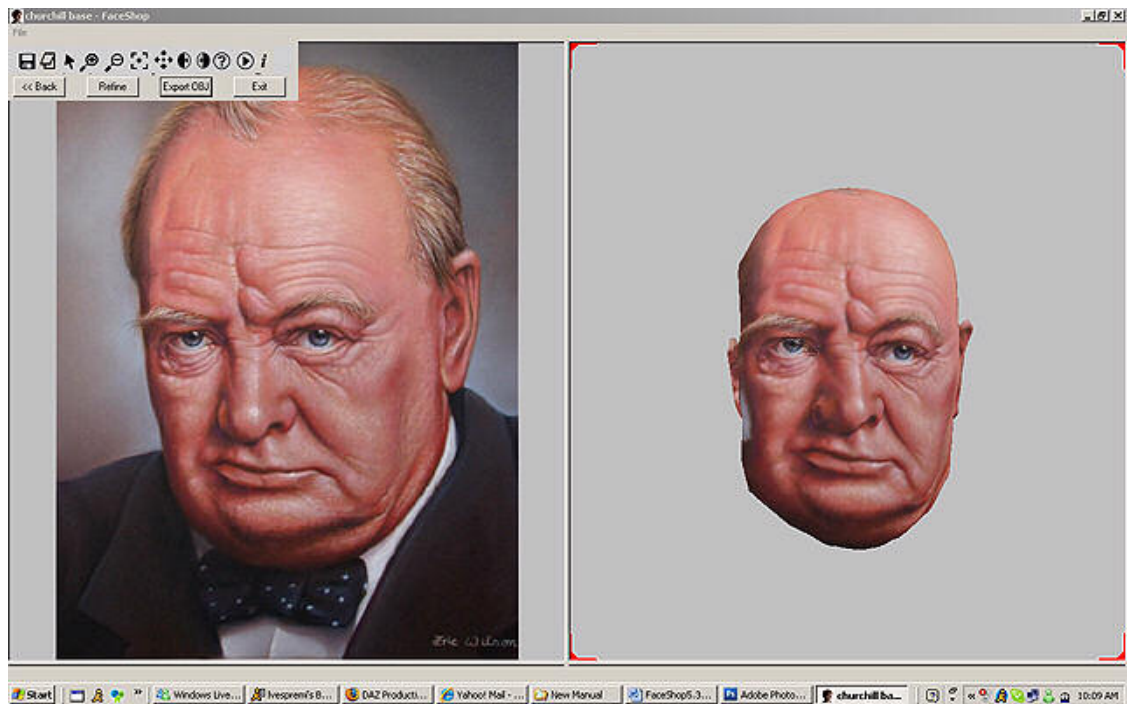 churchill base - FaceShop
File
<< Back
Refine
Export OBJ
Exit
Eric Wilson
Start
Windows Live...
Ivespremi's B...
DAZ Producti...
Yahoo! Mail - ...
New Manual
FaceShop5.3...
Adobe Photo...
churchill ba...
10:09 AM